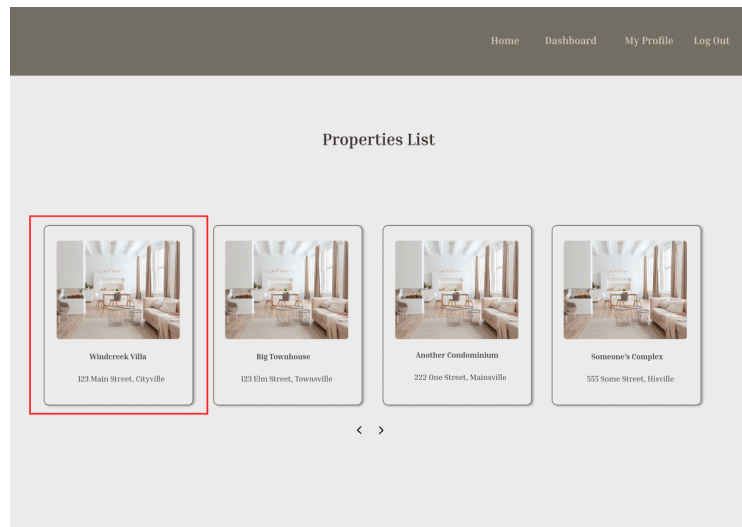 Home Dashboard My Profile Log Out
Properties List
Windcreek Villa
123 Main Street, Cityville
Big Townhouse
123 Elm Street, Townsville
Another Condominium
222 One Street, Mainsville
Someone's Complex
555 Some Street, Hisville